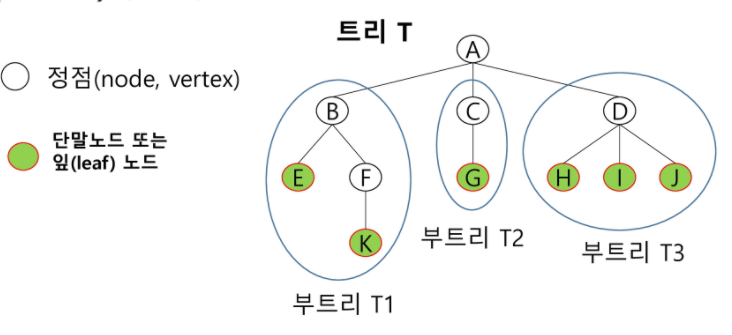 트리 T
정점(node, vertex)
단말노드 또는
잎(leaf) 노드
A
B
C
D
E
F
G
H
I
J
K
부트리 T1
부트리 T2
부트리 T3